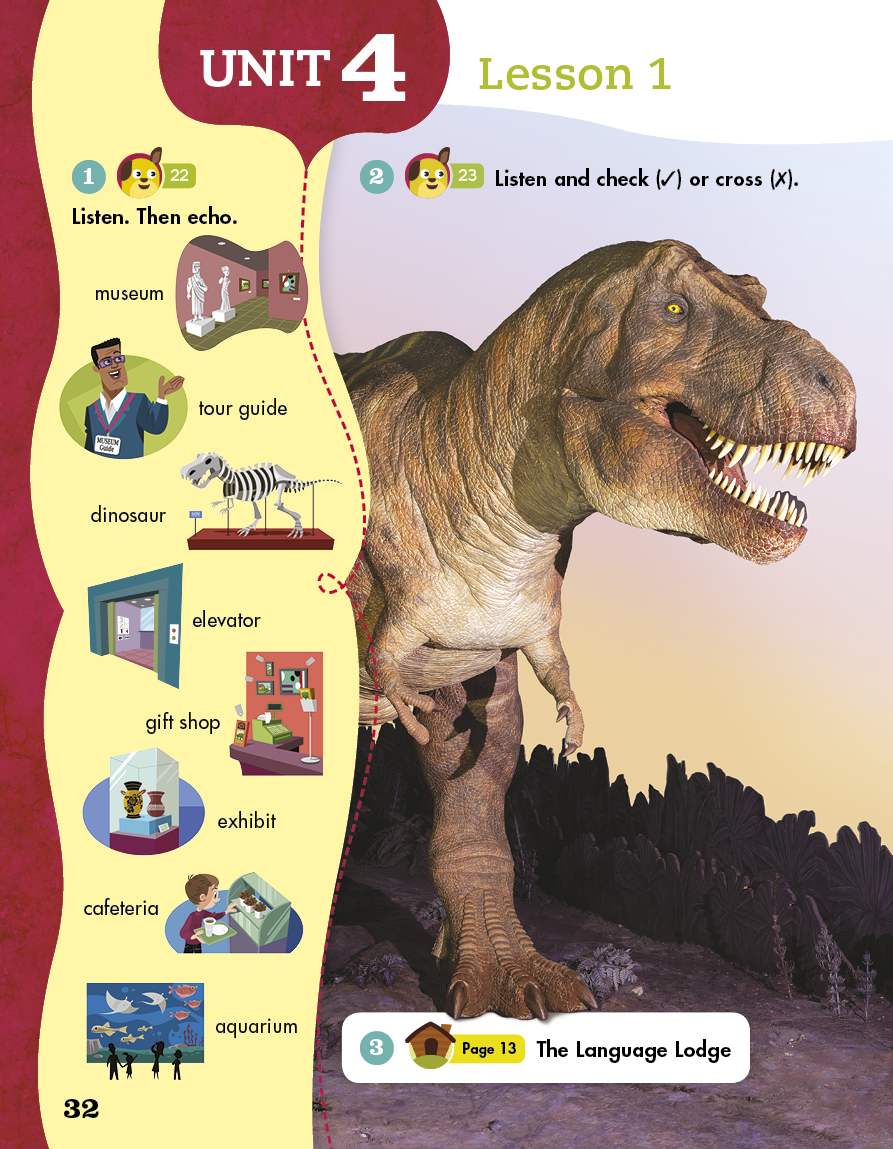 UNIT 4
Lesson 1
1 22
Listen. Then echo.
museum
MUSEUM
Guide
tour guide
dinosaur
elevator
gift shop
exhibit
cafeteria
aquarium
2 23 Listen and check (✓) or cross (✗).
3 Page 13 The Language Lodge
32